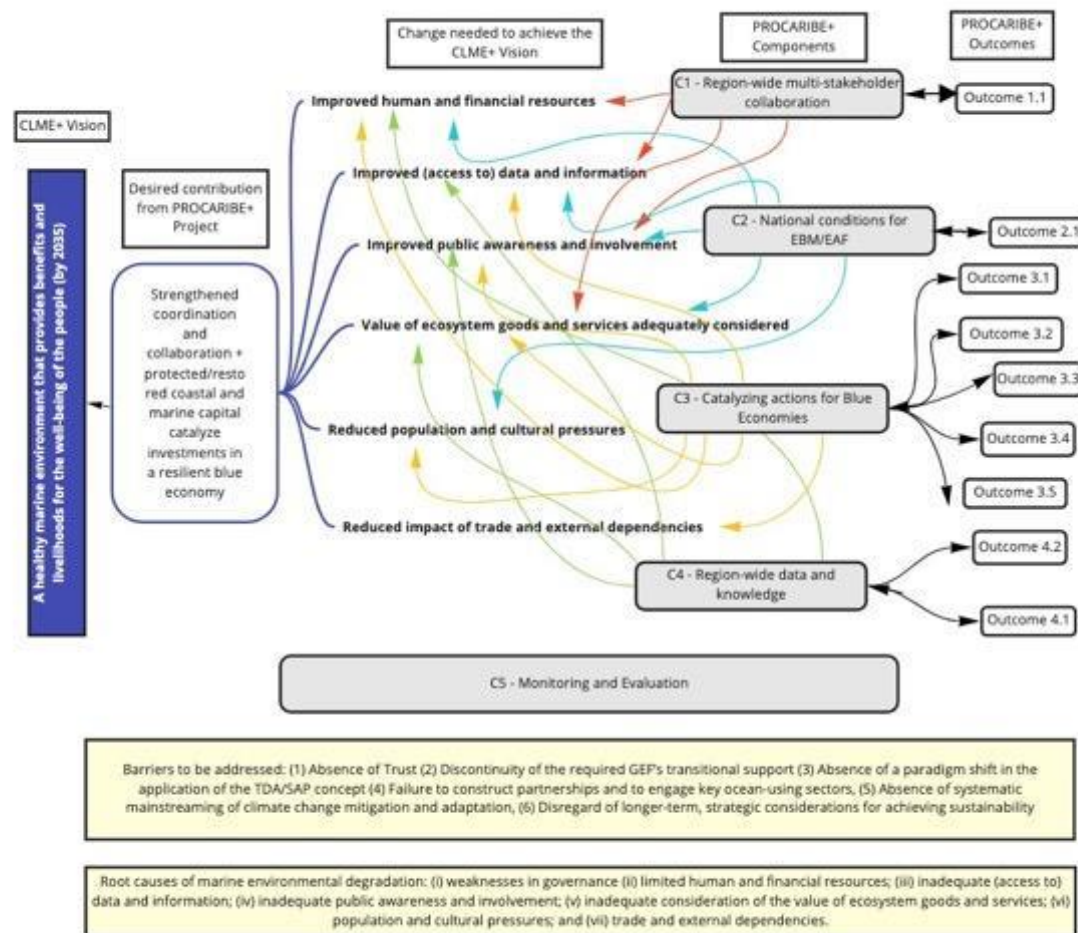 Change needed to achieve the
CLME+ Vision
PROCARIBE+
Components
PROCARIBE+
Outcomes
C1 - Region-wide multi-stakeholder
collaboration
Outcome 1.1
Improved human and financial resources
CLME+ Vision
Improved (access to) data and information
Desired contribution
from PROCARIBE+
Project
C2 - National conditions for
EBM/EAF
Outcome 2.1
Improved public awareness and involvement
A healthy marine environment that provides benefits and
livelihoods for the well-being of the people (by 2035)
Strengthened
coordination
and
collaboration +
protected/resto
red coastal and
marine capital
catalyze
investments in
a resilient blue
economy
Outcome 3.1
Value of ecosystem goods and services adequately considered
Outcome 3.2
Outcome 3.3
C3 - Catalyzing actions for Blue
Economies
Reduced population and cultural pressures
Outcome 3.4
Outcome 3.5
Reduced impact of trade and external dependencies
Outcome 4.2
C4 - Region-wide data and
knowledge
Outcome 4.1
C5 - Monitoring and Evaluation
Barriers to be addressed: (1) Absence of Trust (2) Discontinuity of the required GEF's transitional support (3) Absence of a paradigm shift in the
application of the TDA/SAP concept (4) Failure to construct partnerships and to engage key ocean-using sectors, (5) Absence of systematic
mainstreaming of climate change mitigation and adaptation, (6) Disregard of longer-term, strategic considerations for achieving sustainability
Root causes of marine environmental degradation: (i) weaknesses in governance (ii) limited human and financial resources; (iii) inadequate (access to)
data and information; (iv) inadequate public awareness and involvement; (v) inadequate consideration of the value of ecosystem goods and services; (vi)
population and cultural pressures; and (vii) trade and external dependencies.